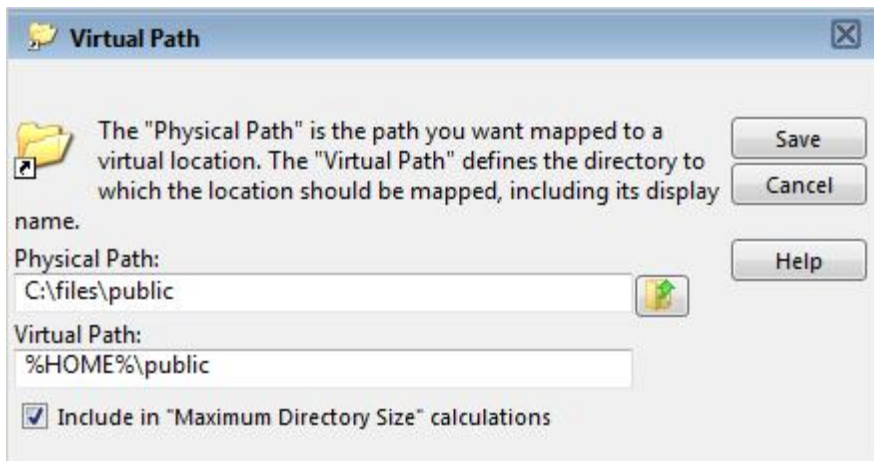 Virtual Path
The "Physical Path" is the path you want mapped to a
virtual location. The "Virtual Path" defines the directory to
which the location should be mapped, including its display
name.
Save
Cancel
Help
Physical Path:
C:\files\public
Virtual Path:
%HOME%\public
Include in "Maximum Directory Size" calculations